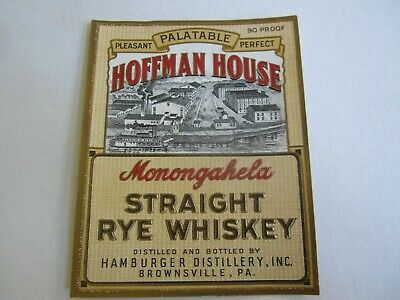 PALATABLE
PLEASANT PERFECT
90 PROOF
HOFFMAN HOUSE
Monongahela
STRAIGHT
RYE WHISKEY
DISTILLED AND BOTTLED BY
HAMBURGER DISTILLERY, INC.
BROWNSVILLE, PA.